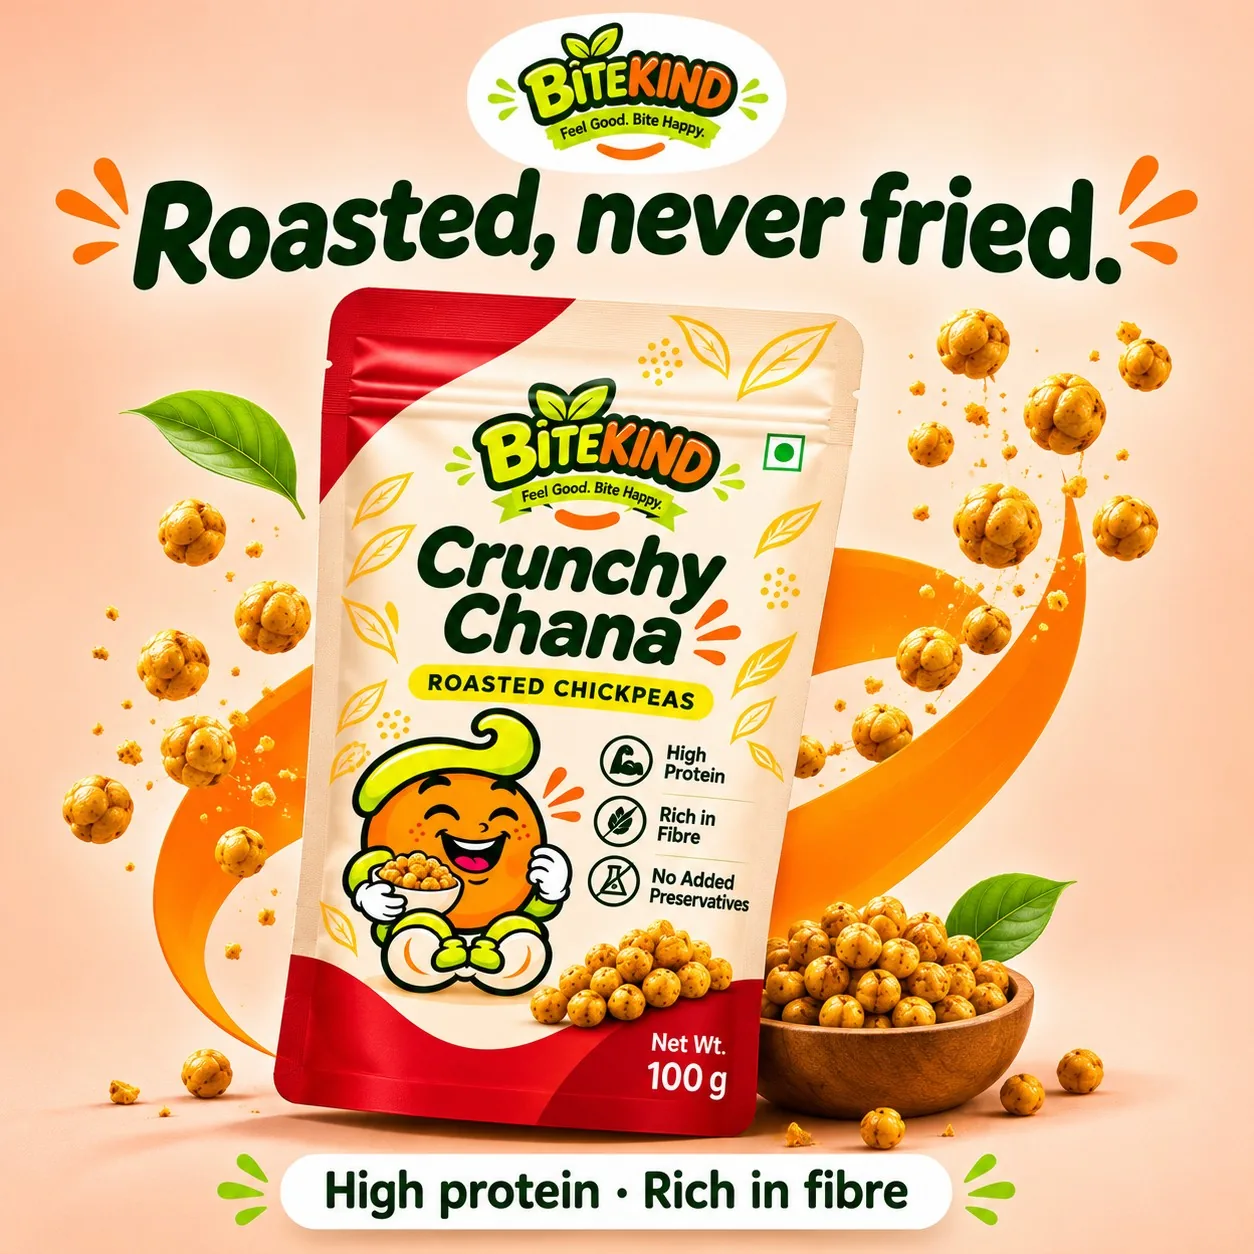 BiTEKIND
Feel Good. Bite Happy.
Roasted, never fried.
BiTEKIND
Feel Good. Bite Happy.
Crunchy
Chana
ROASTED CHICKPEAS
High
Protein
Rich in
Fibre
No Added
Preservatives
Net Wt.
100 g
High protein · Rich in fibre